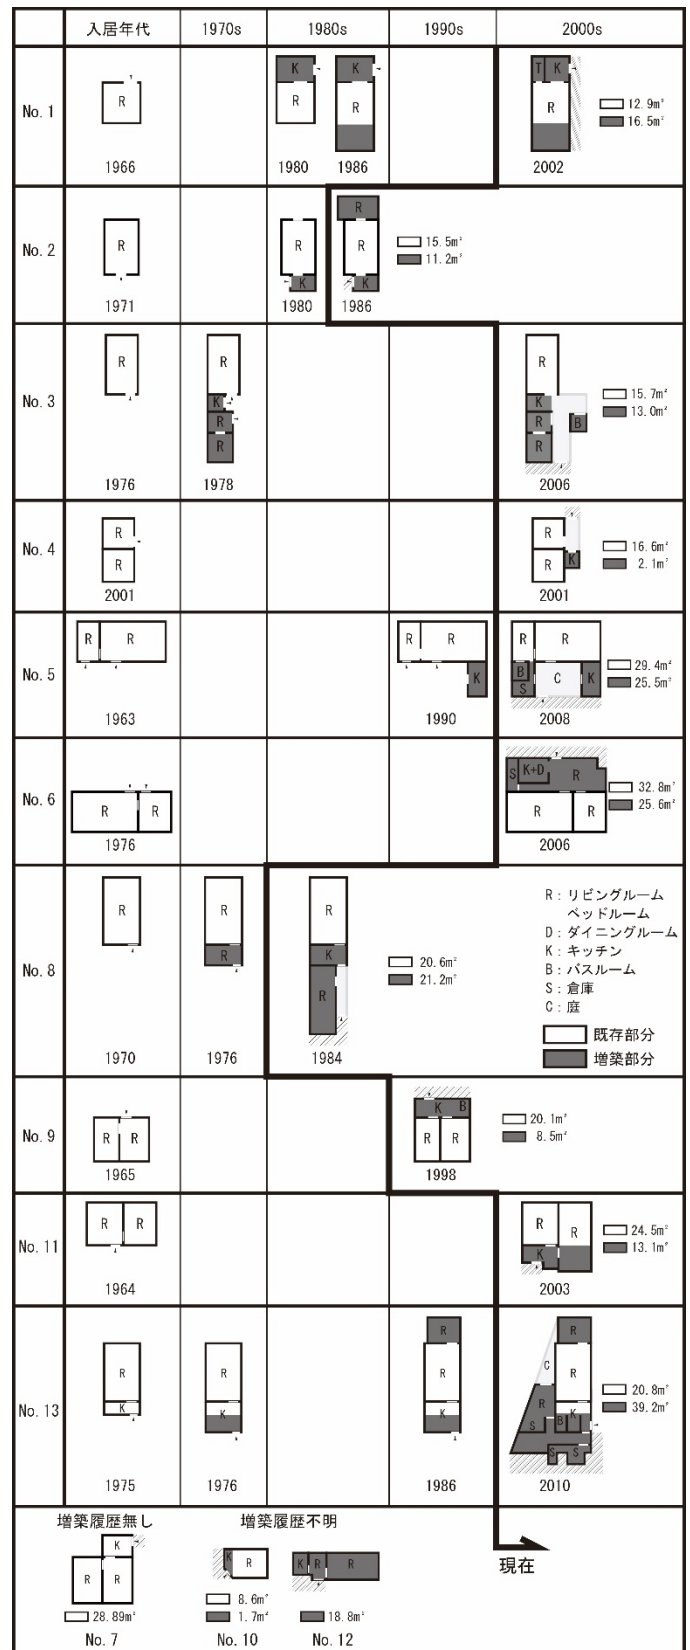 入居年代 1970s 1980s 1990s 2000s
No. 1
R
K
R
K
R
T K
R
12.9m²
16.5m²
1966 1980 1986 2002
No. 2
R
R
K
R
R
K
15.5m²
11.2m²
1971 1980 1986
No. 3
R
R
K
R
R
R
K
R
R
B
15.7m²
13.0m²
1976 1978 2006
No. 4
R
R
R
R
K
16.6m²
2.1m²
2001 2001
No. 5
R R
R R
K
R R
B
S
C
K
29.4m²
25.5m²
1963 1990 2008
No. 6
R R
S K+D R
R R
32.8m²
25.6m²
1976 2006
No. 8
R
R
R
R
K
R
20.6m²
21.2m²
1970 1976 1984
R：リビングルーム
ベッドルーム
D：ダイニングルーム
K：キッチン
B：バスルーム
S：倉庫
C：庭
既存部分
増築部分
No. 9
R R
K B
R R
20.1m²
8.5m²
1965 1998
No. 11
R R
R R
K
24.5m²
13.1m²
1964 2003
No. 13
R
K
R
K
R
R
K
R
C
R
R
S
B
K
S
S
20.8m²
39.2m²
1975 1976 1986 2010
増築履歴無し 増築履歴不明
現在
K
R R
28.89m²
No. 7
K R
8.6m²
1.7m²
No. 10
K R R
18.8m²
No. 12